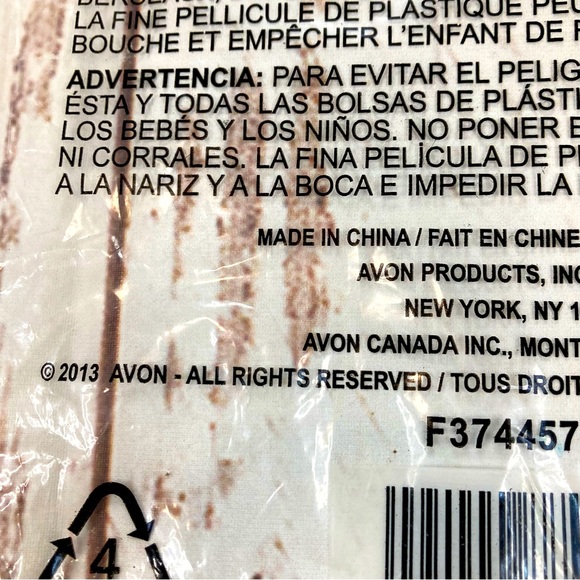 LA FINE PELLICULE DE PLASTIQUE
BOUCHE ET EMPÊCHER L'ENFANT DE
ADVERTENCIA: PARA EVITAR EL PELIG
ÉSTA Y TODAS LAS BOLSAS DE PLÁSTI
LOS BEBÉS Y LOS NIÑOS. NO PONER E
NI CORRALES. LA FINA PELÍCULA DE P
A LA NARIZ Y A LA BOCA E IMPEDIR LA
MADE IN CHINA / FAIT EN CHINE
AVON PRODUCTS, INC
NEW YORK, NY 1
AVON CANADA INC., MONT
© 2013 AVON - ALL RIGHTS RESERVED / TOUS DROIT
F374457
4